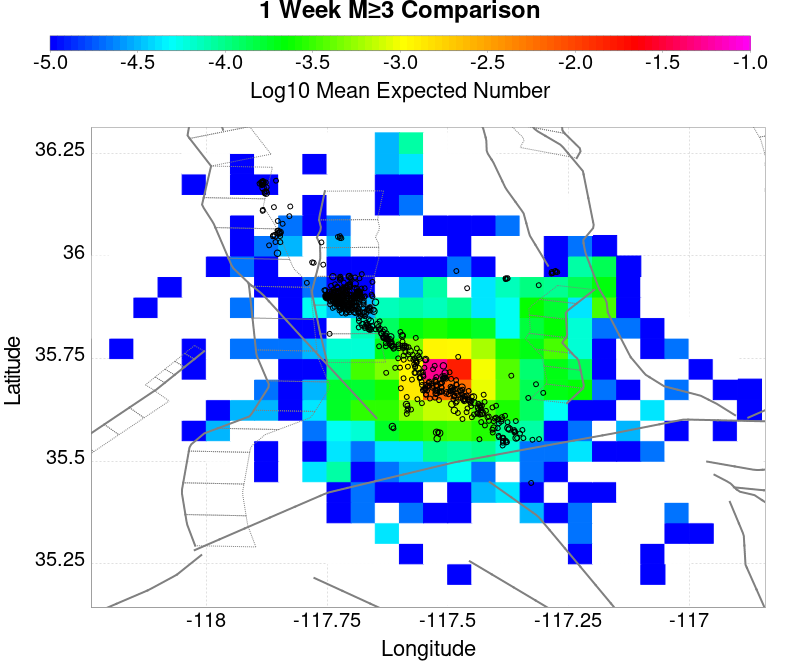 1 Week M≥3 Comparison
-5.0 -4.5 -4.0 -3.5 -3.0 -2.5 -2.0 -1.5 -1.0
Log10 Mean Expected Number
36.25
36
35.75
35.5
35.25
Latitude
-118 -117.75 -117.5 -117.25 -117
Longitude